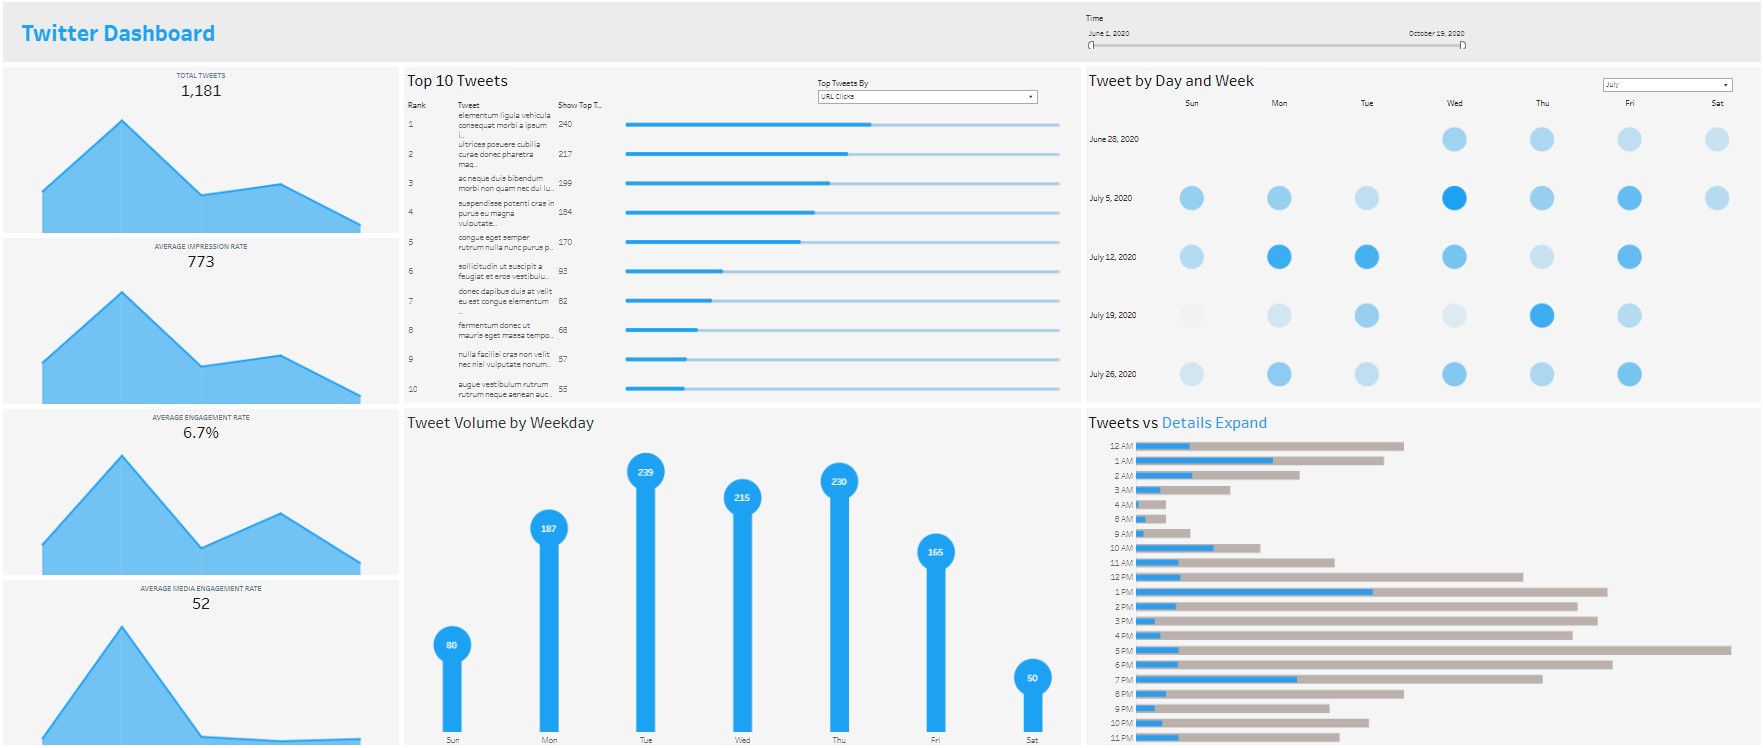 Twitter Dashboard
Time
June 1, 2020
October 19, 2020
TOTAL TWEETS
1,181
AVERAGE IMPRESSION RATE
773
AVERAGE ENGAGEMENT RATE
6.7%
AVERAGE MEDIA ENGAGEMENT RATE
52
Top 10 Tweets
Top Tweets By
URL Clicks
Rank Tweet Show Top T..
1 elementum ligula vehicula 240
consequat morbi a ipsum
i..
2 ultrices posuere cubilia 217
curae donec pharetra
mag..
3 ac neque duis bibendum 199
morbi non quam nec dui lu..
4 suspendisse potenti cras in 184
purus eu magna
vulputate..
5 congue eget semper 170
rutrum nulla nunc purus p..
6 sollicitudin ut suscipit a 93
feugiat et eros vestibulu..
7 donec dapibus duis at velit 82
eu est congue elementum
..
8 fermentum donec ut 68
mauris eget massa tempo..
9 nulla facilisi cras non velit 57
nec nisi vulputate nonum..
10 augue vestibulum rutrum 55
rutrum neque aenean auc..
Tweet by Day and Week
July
Sun Mon Tue Wed Thu Fri Sat
June 28, 2020
July 5, 2020
July 12, 2020
July 19, 2020
July 26, 2020
Tweet Volume by Weekday
80 187 239 215 230 165 50
Sun Mon Tue Wed Thu Fri Sat
Tweets vs Details Expand
12 AM
1 AM
2 AM
3 AM
4 AM
8 AM
9 AM
10 AM
11 AM
12 PM
1 PM
2 PM
3 PM
4 PM
5 PM
6 PM
7 PM
8 PM
9 PM
10 PM
11 PM